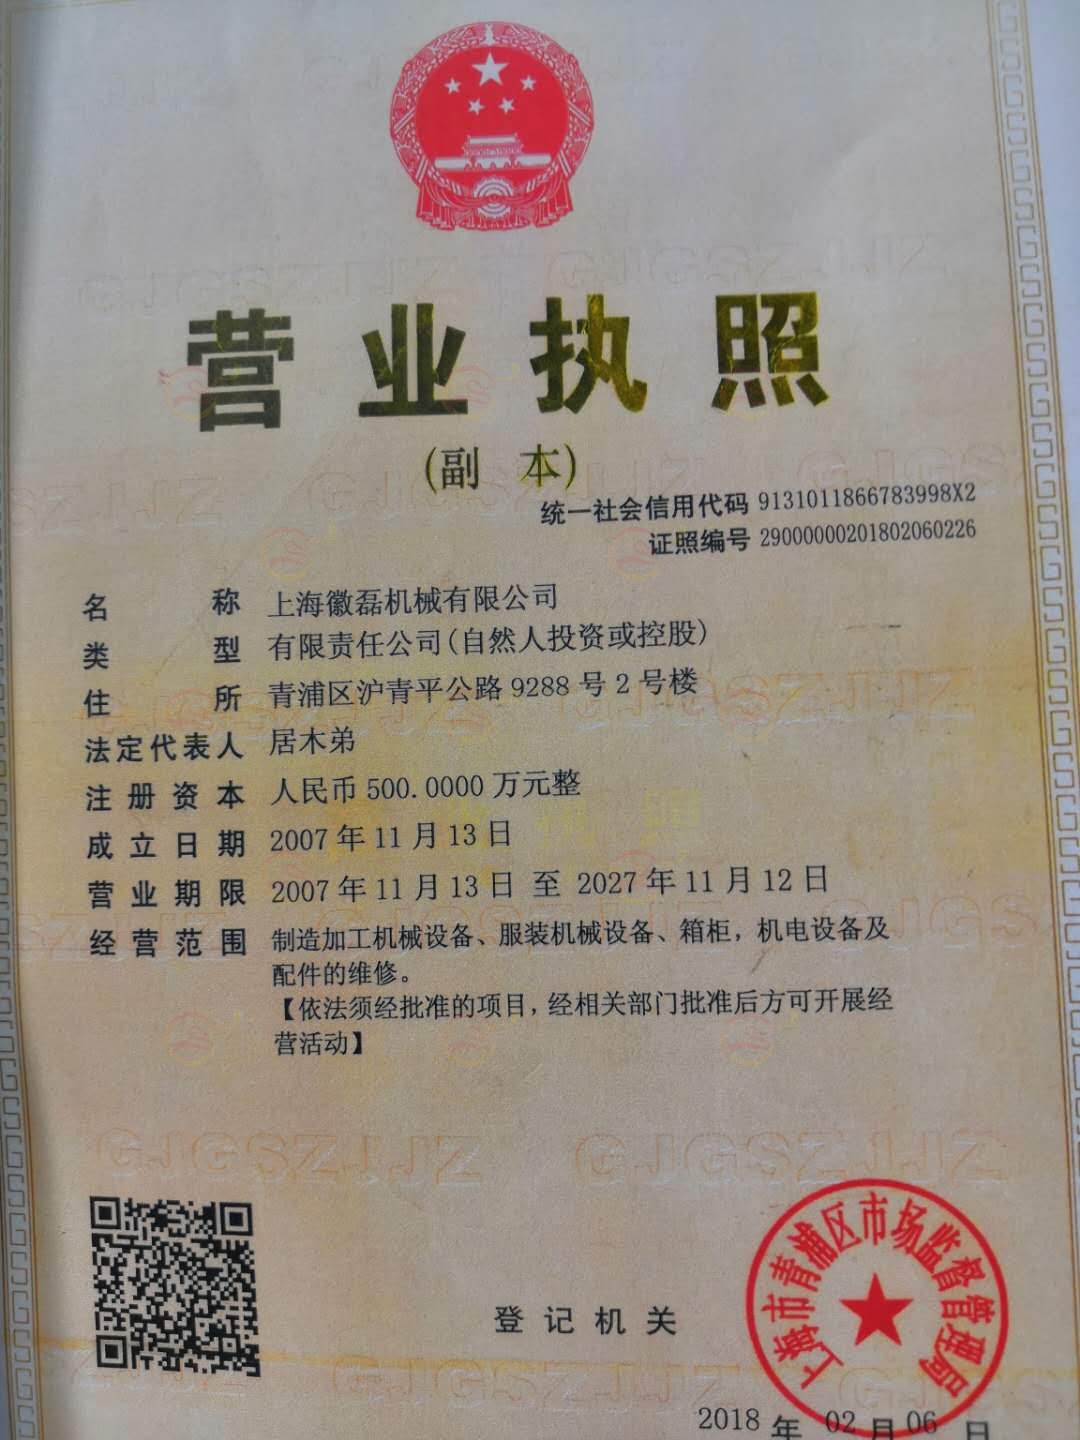 营业执照
(副本)
统一社会信用代码 9131011866783998X2
证照编号 29000000201802060226
名称 上海徽磊机械有限公司
类型 有限责任公司(自然人投资或控股)
住所 青浦区沪青平公路9288号2号楼
法定代表人 居木弟
注册资本 人民币500.0000万元整
成立日期 2007年11月13日
营业期限 2007年11月13日 至 2027年11月12日
经营范围 制造加工机械设备、服装机械设备、箱柜，机电设备及
配件的维修。
【依法须经批准的项目，经相关部门批准后方可开展经
营活动】
登记机关
上海市青浦区市场监督管理局
2018年02月06日
GJGSZJJZ